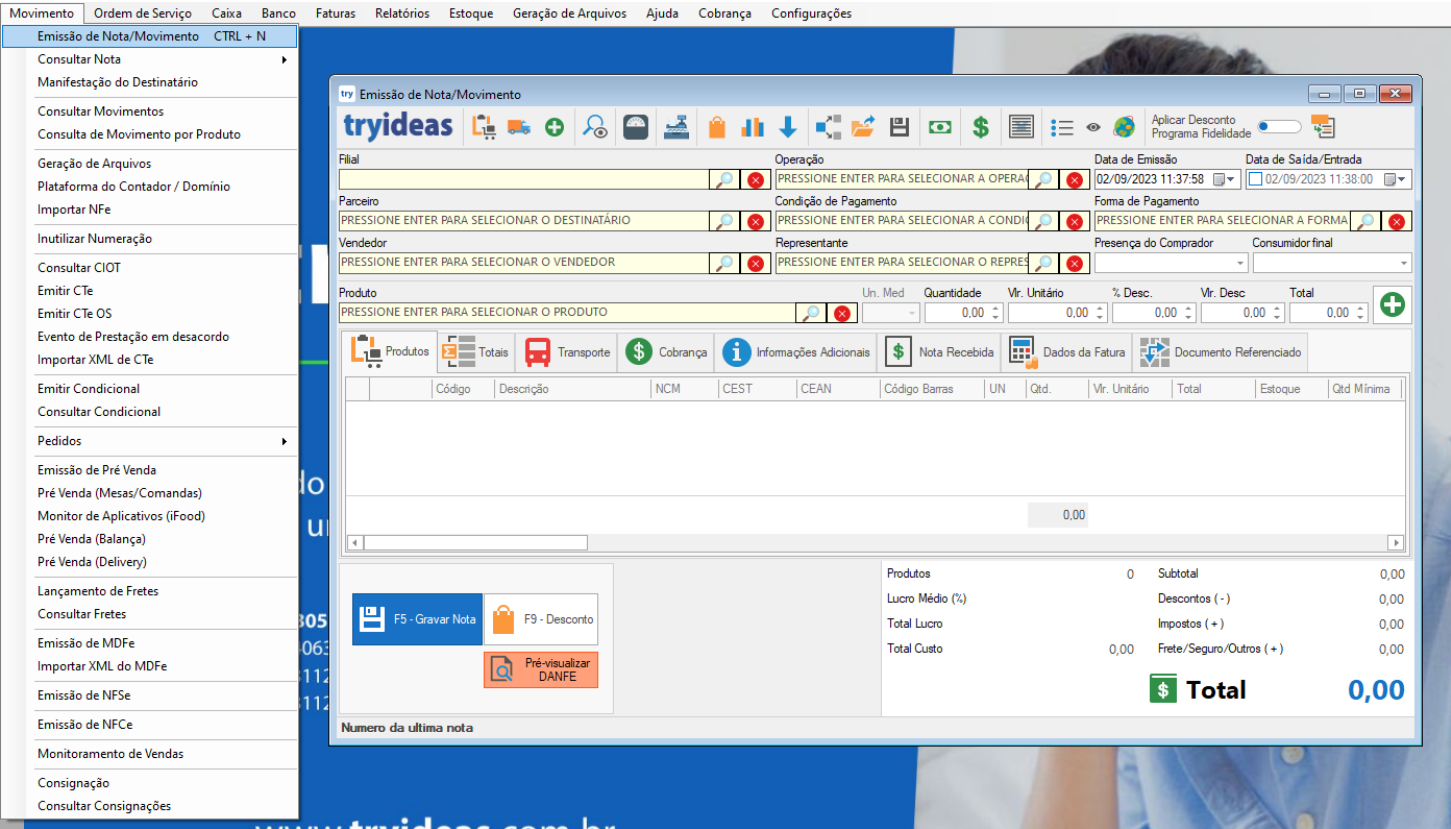 Movimento Ordem de Serviço Caixa Banco Faturas Relatórios Estoque Geração de Arquivos Ajuda Cobrança Configurações
Emissão de Nota/Movimento CTRL + N
Consultar Nota
Manifestação do Destinatário
Consultar Movimentos
Consulta de Movimento por Produto
Geração de Arquivos
Plataforma do Contador / Domínio
Importar NFe
Inutilizar Numeração
Consultar CIOT
Emitir CTe
Emitir CTe OS
Evento de Prestação em desacordo
Importar XML de CTe
Emitir Condicional
Consultar Condicional
Pedidos
Emissão de Pré Venda
Pré Venda (Mesas/Comandas)
Monitor de Aplicativos (iFood)
Pré Venda (Balança)
Pré Venda (Delivery)
Lançamento de Fretes
Consultar Fretes
Emissão de MDFe
Importar XML do MDFe
Emissão de NFSe
Emissão de NFCe
Monitoramento de Vendas
Consignação
Consultar Consignações
try Emissão de Nota/Movimento
tryideas Aplicar Desconto
Programa Fidelidade
Filial Operação Data de Emissão Data de Saída/Entrada
PRESSIONE ENTER PARA SELECIONAR A OPERA 02/09/2023 11:37:58 02/09/2023 11:38:00
Parceiro Condição de Pagamento Forma de Pagamento
PRESSIONE ENTER PARA SELECIONAR O DESTINATÁRIO PRESSIONE ENTER PARA SELECIONAR A CONDI PRESSIONE ENTER PARA SELECIONAR A FORMA
Vendedor Representante Presença do Comprador Consumidor final
PRESSIONE ENTER PARA SELECIONAR O VENDEDOR PRESSIONE ENTER PARA SELECIONAR O REPRES
Produto Un. Med Quantidade Vlr. Unitário % Desc. Vlr. Desc Total
PRESSIONE ENTER PARA SELECIONAR O PRODUTO 0,00 0,00 0,00 0,00 0,00
Produtos Totais Transporte Cobrança Informações Adicionais Nota Recebida Dados da Fatura Documento Referenciado
Código Descrição NCM CEST CEAN Código Barras UN Qtd. Vlr. Unitário Total Estoque Qtd Mínima
0,00
F5 - Gravar Nota F9 - Desconto
Pré-visualizar
DANFE
Produtos 0 Subtotal 0,00
Lucro Médio (%) Descontos ( - ) 0,00
Total Lucro Impostos ( + ) 0,00
Total Custo 0,00 Frete/Seguro/Outros ( + ) 0,00
$ Total 0,00
Numero da ultima nota
www.tryideas.com.br